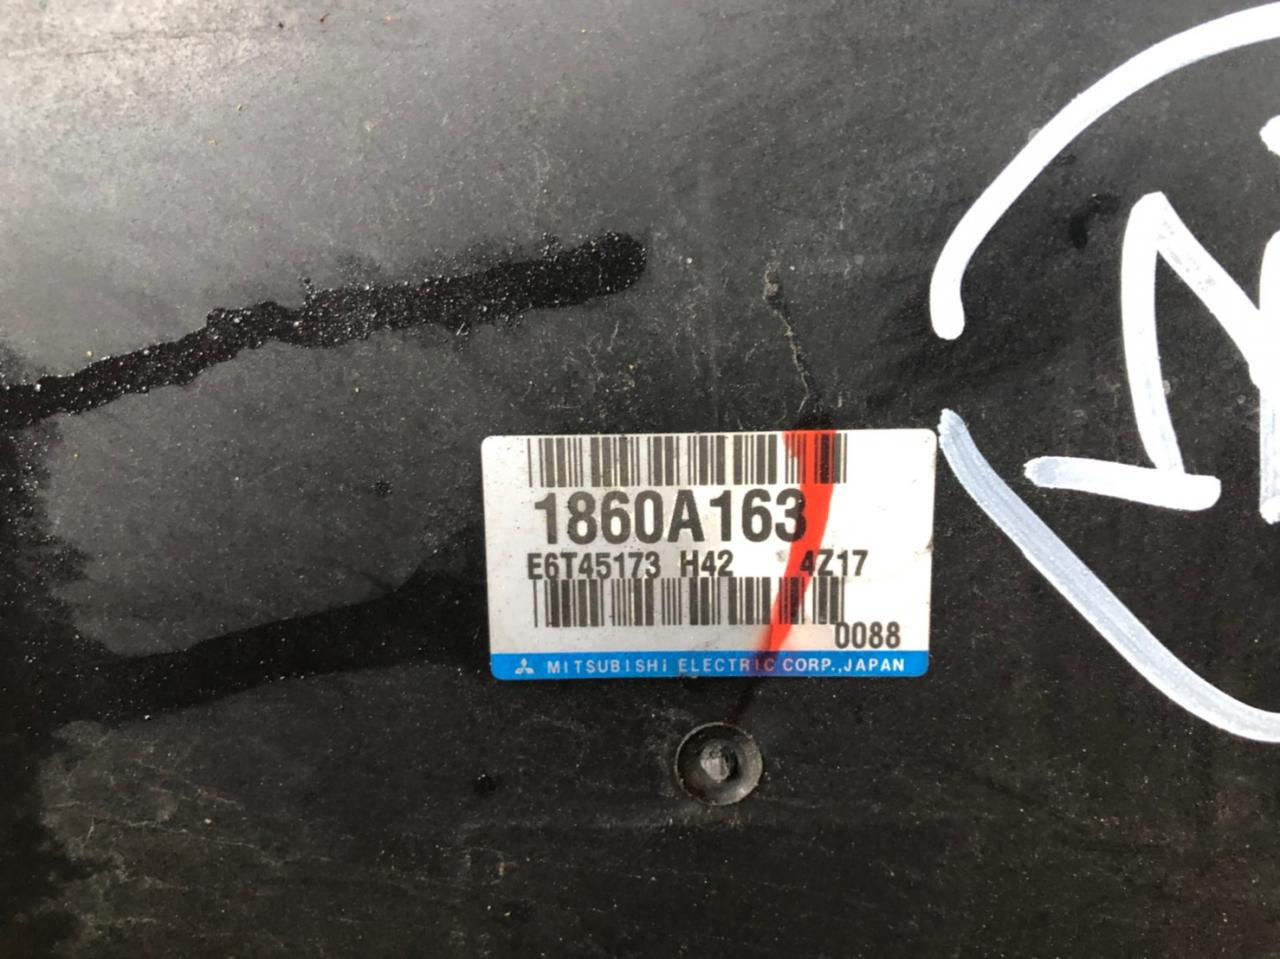 1860A163
E6T45173 H42 4Z17
0088
MITSUBISHI ELECTRIC CORP.,JAPAN